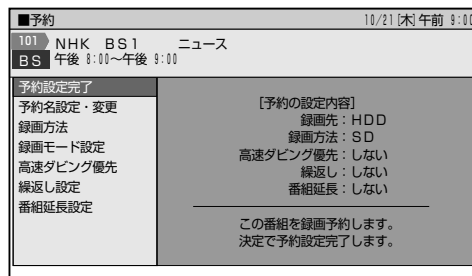 ■予約 10/21[木]午前 9:00
101 NHK BS1 ニュース
BS 午後 8:00～午後 9:00
予約設定完了
予約名設定・変更
録画方法
録画モード設定
高速ダビング優先
繰返し設定
番組延長設定
[予約の設定内容]
録画先：HDD
録画方法：SD
高速ダビング優先：しない
繰返し：しない
番組延長：しない
この番組を録画予約します。
決定で予約設定完了します。